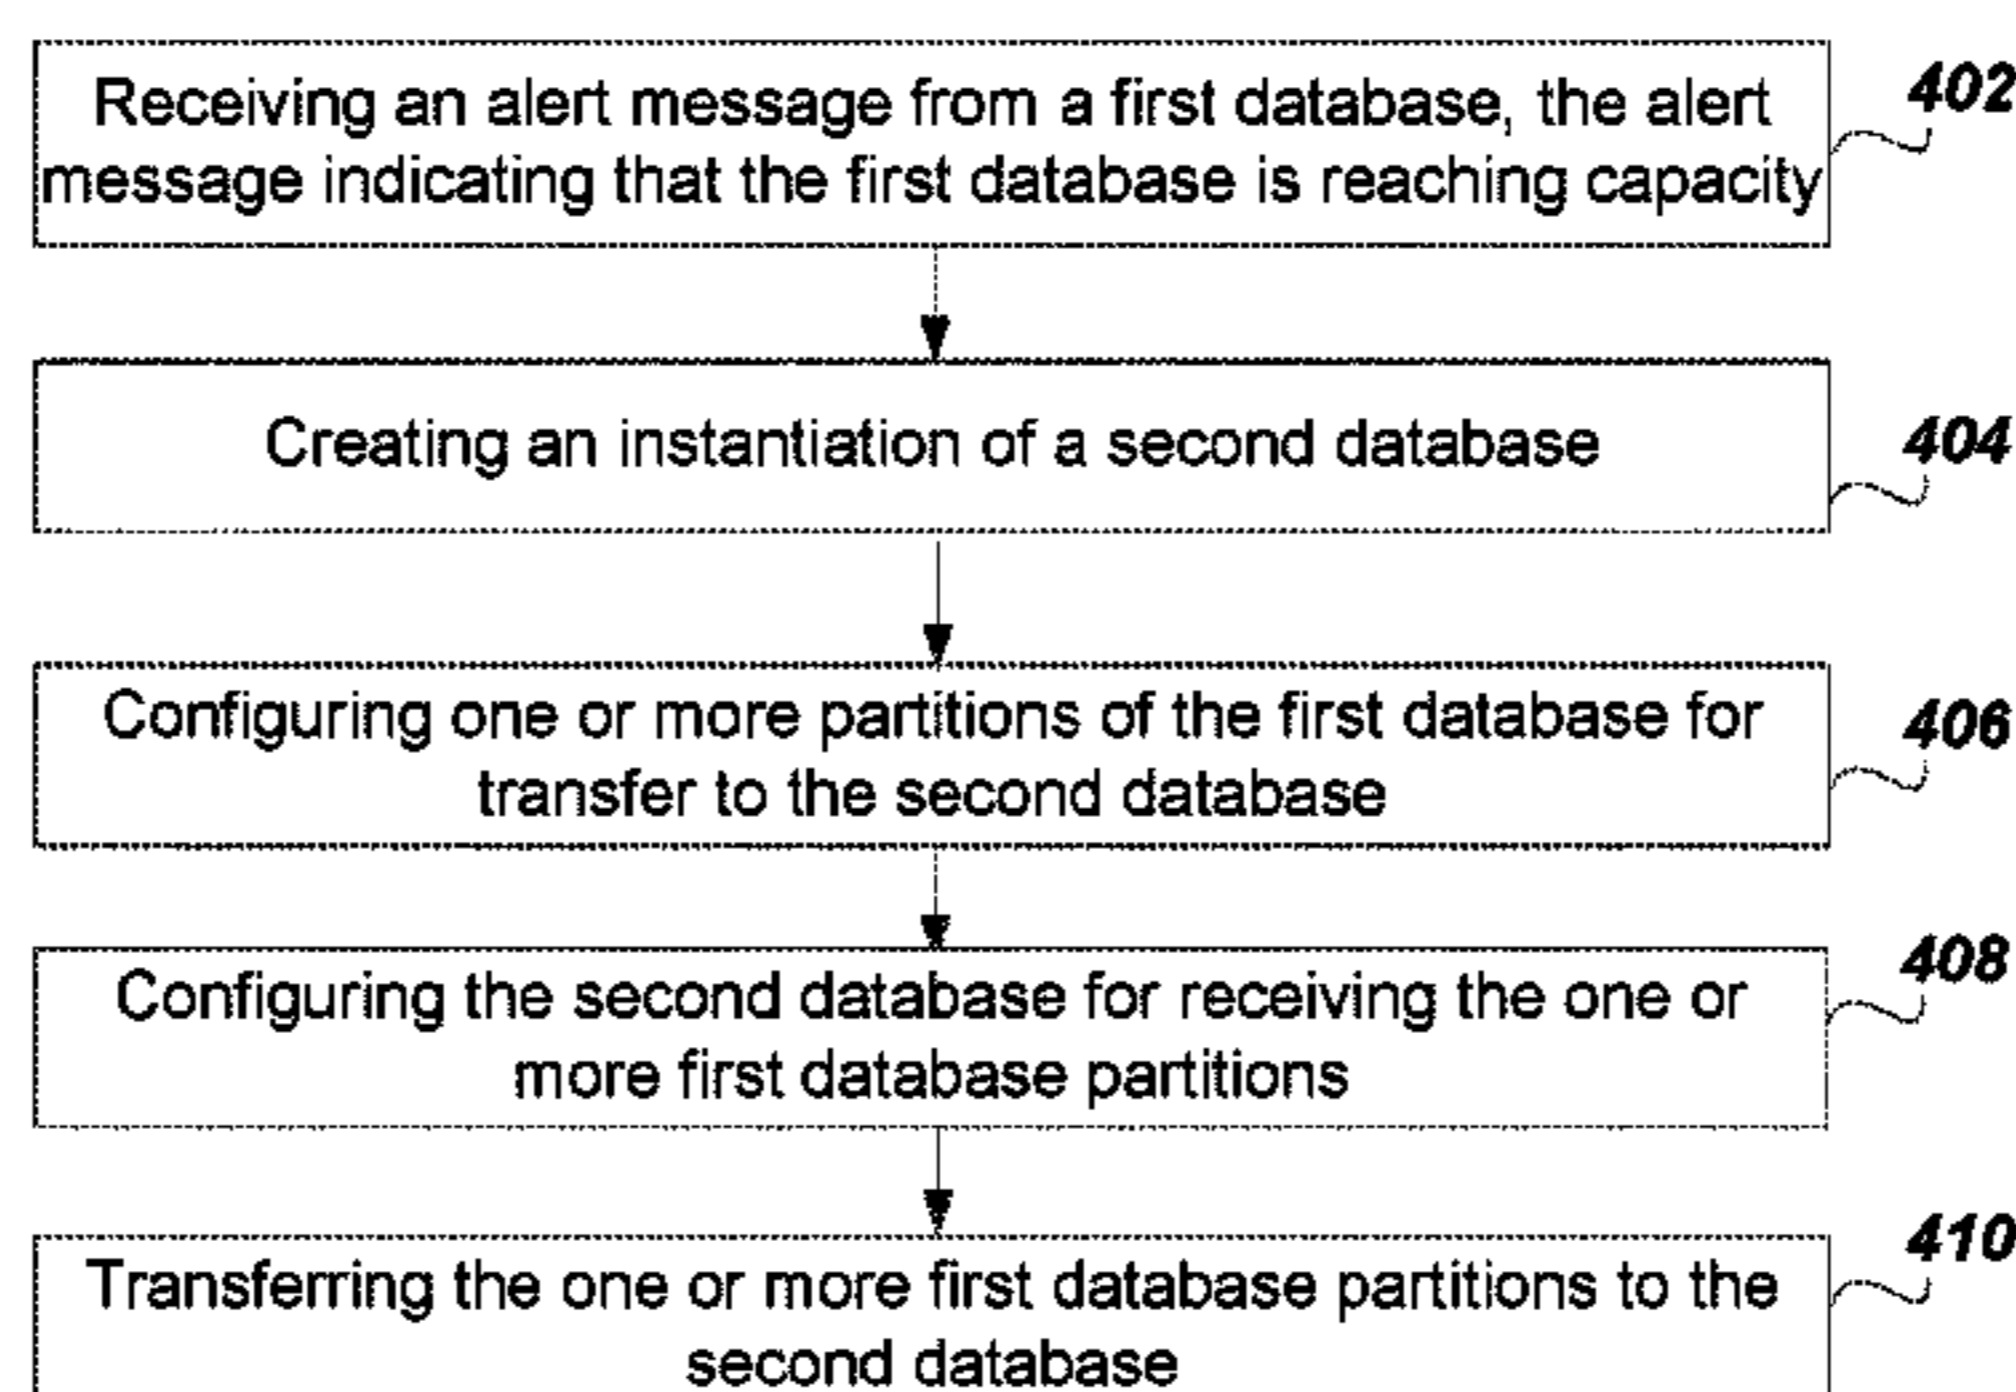 Receiving an alert message from a first database, the alert
message indicating that the first database is reaching capacity
402
Creating an instantiation of a second database
404
Configuring one or more partitions of the first database for
transfer to the second database
406
Configuring the second database for receiving the one or
more first database partitions
408
Transferring the one or more first database partitions to the
second database
410